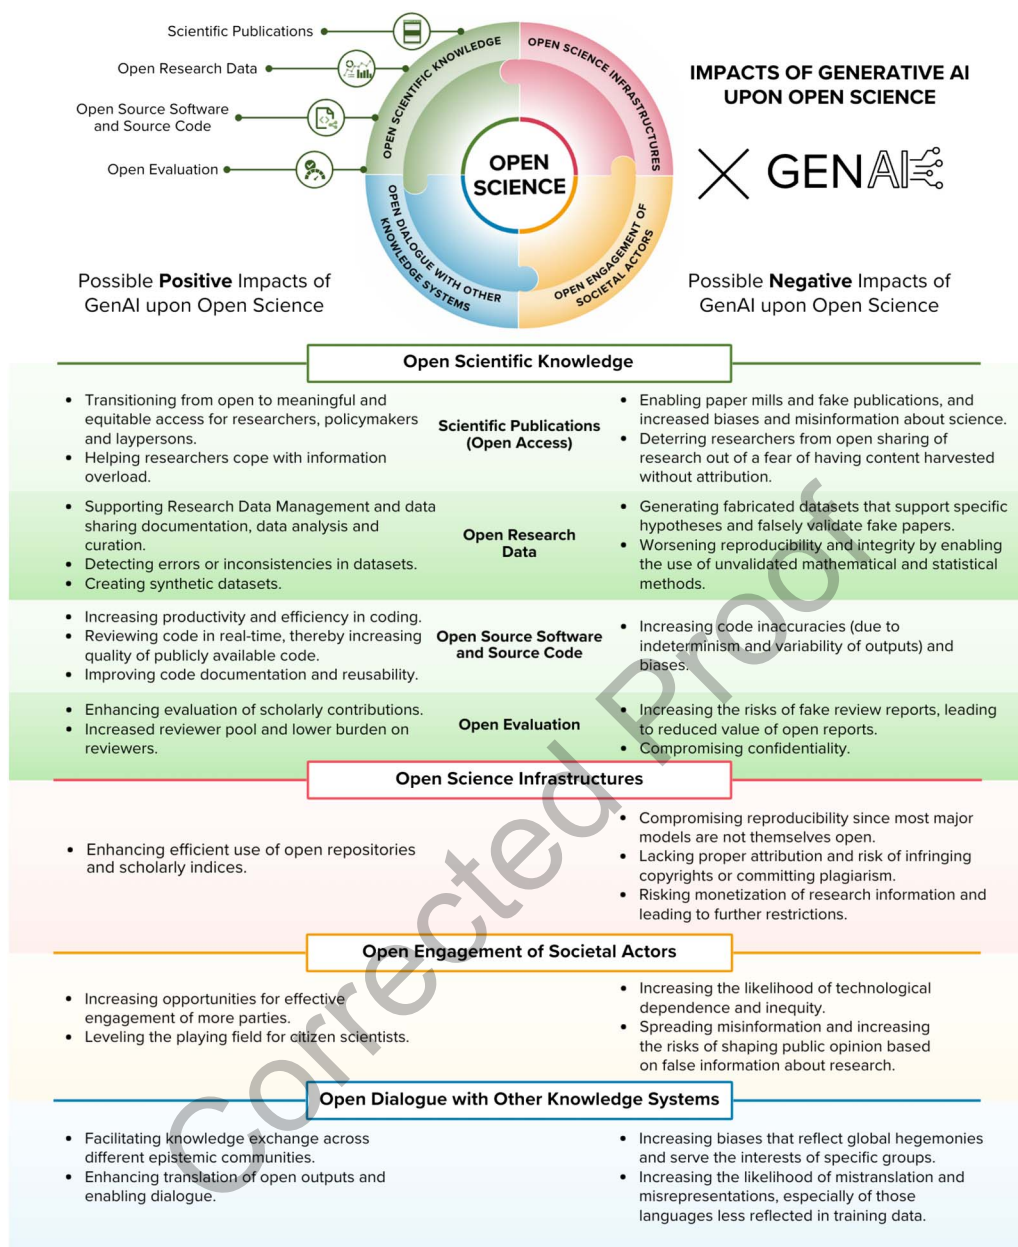 Scientific Publications
Open Research Data
Open Source Software
and Source Code
Open Evaluation
OPEN SCIENTIFIC KNOWLEDGE
OPEN SCIENCE INFRASTRUCTURES
OPEN DIALOGUE WITH OTHER
KNOWLEDGE SYSTEMS
OPEN ENGAGEMENT OF
SOCIETAL ACTORS
OPEN
SCIENCE
IMPACTS OF GENERATIVE AI
UPON OPEN SCIENCE
GENAI
Possible Positive Impacts of
GenAI upon Open Science
Possible Negative Impacts of
GenAI upon Open Science
Open Scientific Knowledge
• Transitioning from open to meaningful and
equitable access for researchers, policymakers
and laypersons.
• Helping researchers cope with information
overload.
Scientific Publications
(Open Access)
• Enabling paper mills and fake publications, and
increased biases and misinformation about science.
• Deterring researchers from open sharing of
research out of a fear of having content harvested
without attribution.
• Supporting Research Data Management and data
sharing documentation, data analysis and
curation.
• Detecting errors or inconsistencies in datasets.
• Creating synthetic datasets.
Open Research
Data
• Generating fabricated datasets that support specific
hypotheses and falsely validate fake papers.
• Worsening reproducibility and integrity by enabling
the use of unvalidated mathematical and statistical
methods.
• Increasing productivity and efficiency in coding.
• Reviewing code in real-time, thereby increasing
quality of publicly available code.
• Improving code documentation and reusability.
Open Source Software
and Source Code
• Increasing code inaccuracies (due to
indeterminism and variability of outputs) and
biases.
• Enhancing evaluation of scholarly contributions.
• Increased reviewer pool and lower burden on
reviewers.
Open Evaluation
• Increasing the risks of fake review reports, leading
to reduced value of open reports.
• Compromising confidentiality.
Open Science Infrastructures
• Enhancing efficient use of open repositories
and scholarly indices.
• Compromising reproducibility since most major
models are not themselves open.
• Lacking proper attribution and risk of infringing
copyrights or committing plagiarism.
• Risking monetization of research information and
leading to further restrictions.
Open Engagement of Societal Actors
• Increasing opportunities for effective
engagement of more parties.
• Leveling the playing field for citizen scientists.
• Increasing the likelihood of technological
dependence and inequity.
• Spreading misinformation and increasing
the risks of shaping public opinion based
on false information about research.
Open Dialogue with Other Knowledge Systems
• Facilitating knowledge exchange across
different epistemic communities.
• Enhancing translation of open outputs and
enabling dialogue.
• Increasing biases that reflect global hegemonies
and serve the interests of specific groups.
• Increasing the likelihood of mistranslation and
misrepresentations, especially of those
languages less reflected in training data.
Corrected Proof